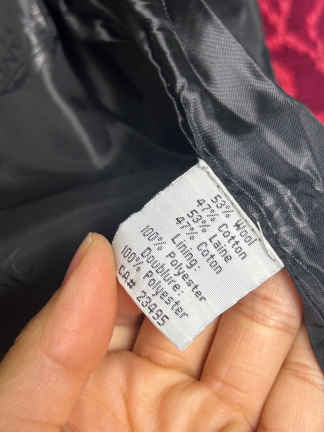 53% Wool
47% Cotton
53% Laine
47% Coton
Lining:
100% Polyester
Doublure:
100% Polyester
CA# 23495